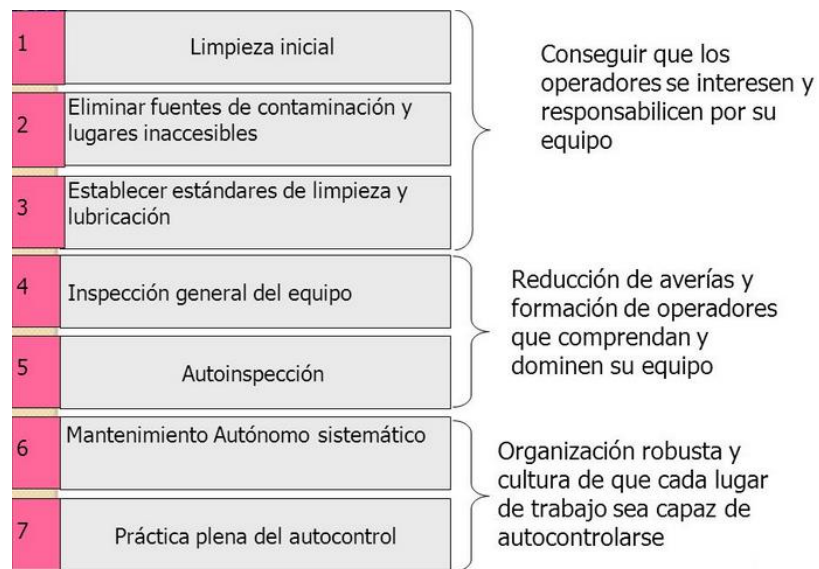 1
Limpieza inicial
2
Eliminar fuentes de contaminación y
lugares inaccesibles
3
Establecer estándares de limpieza y
lubricación
Conseguir que los
operadores se interesen y
responsabilicen por su
equipo
4
Inspección general del equipo
5
Autoinspección
Reducción de averías y
formación de operadores
que comprendan y
dominen su equipo
6
Mantenimiento Autónomo sistemático
7
Práctica plena del autocontrol
Organización robusta y
cultura de que cada lugar
de trabajo sea capaz de
autocontrolarse